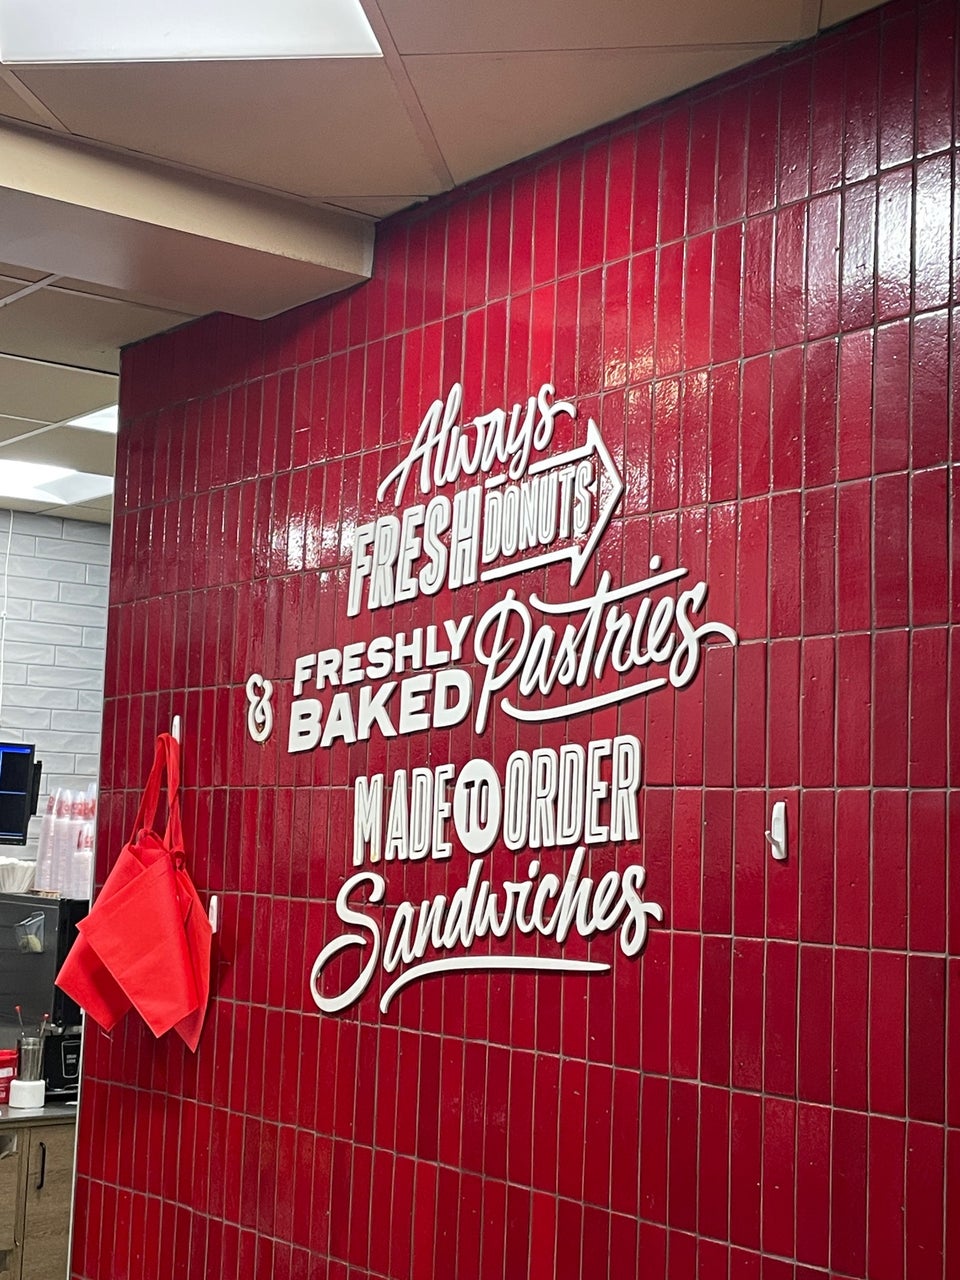 Always
FRESH DONUTS
& FRESHLY BAKED Pastries
MADE TO ORDER
Sandwiches